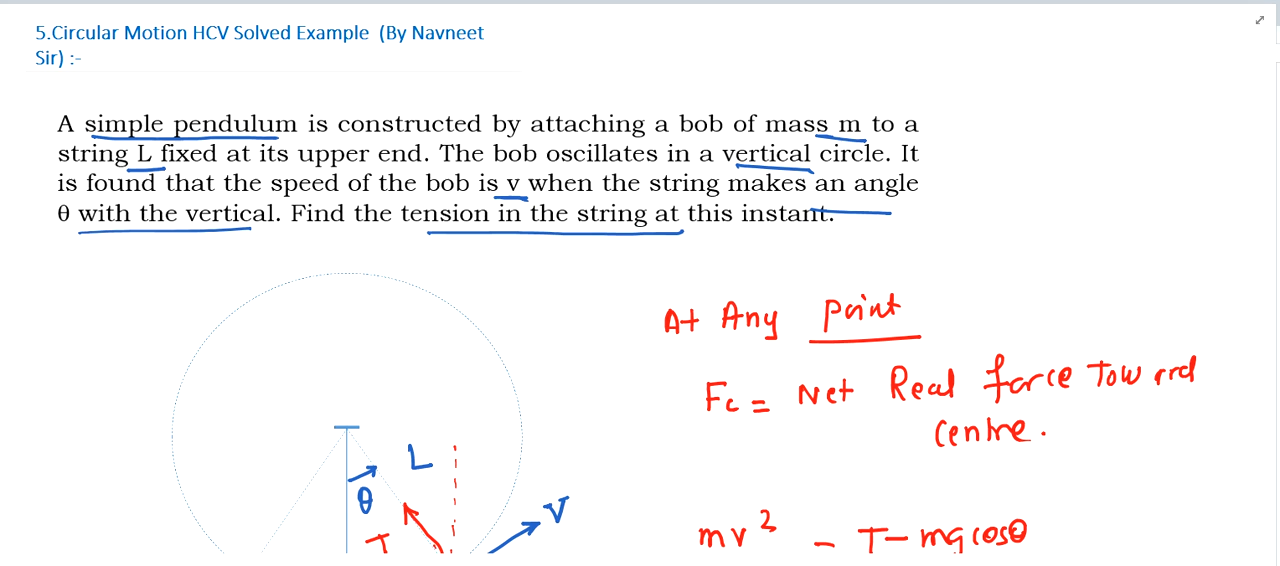 5.Circular Motion HCV Solved Example (By Navneet
Sir) :-
A simple pendulum is constructed by attaching a bob of mass m to a
string L fixed at its upper end. The bob oscillates in a vertical circle. It
is found that the speed of the bob is v when the string makes an angle
θ with the vertical. Find the tension in the string at this instant.
At Any Point
Fc = Net Real force Toward
Centre.
L
θ
V
T
mv² = T - mg cosθ